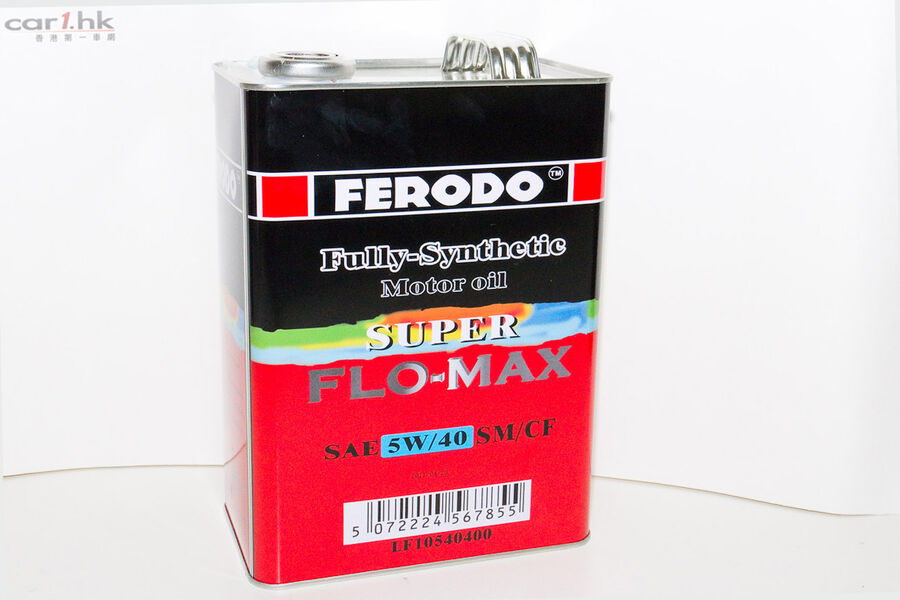 car1.hk
香港第一車網
FERODO™
Fully-Synthetic
Motor oil
SUPER
FLO-MAX
SAE 5W/40 SM/CF
5 072224 567855
LF10540400